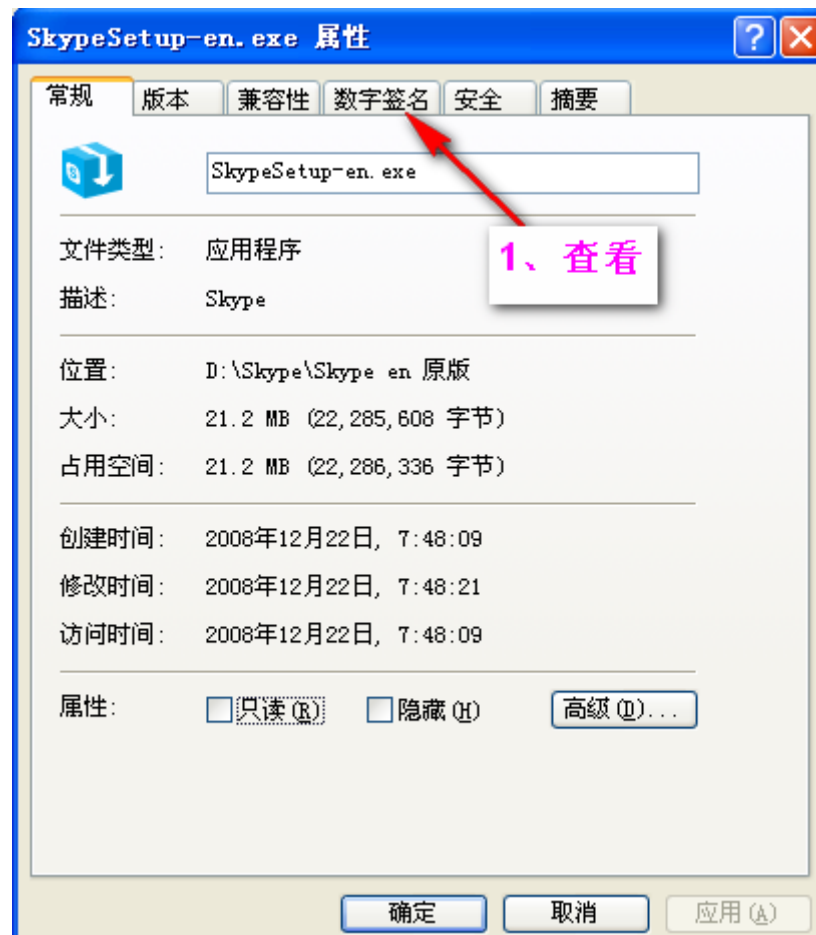 SkypeSetup-en.exe 属性
常规 版本 兼容性 数字签名 安全 摘要
SkypeSetup-en.exe
1、查看
文件类型: 应用程序
描述: Skype
位置: D:\Skype\Skype en 原版
大小: 21.2 MB (22,285,608 字节)
占用空间: 21.2 MB (22,286,336 字节)
创建时间: 2008年12月22日, 7:48:09
修改时间: 2008年12月22日, 7:48:21
访问时间: 2008年12月22日, 7:48:09
属性: 只读(R) 隐藏(H) 高级(D)...
确定 取消 应用(A)